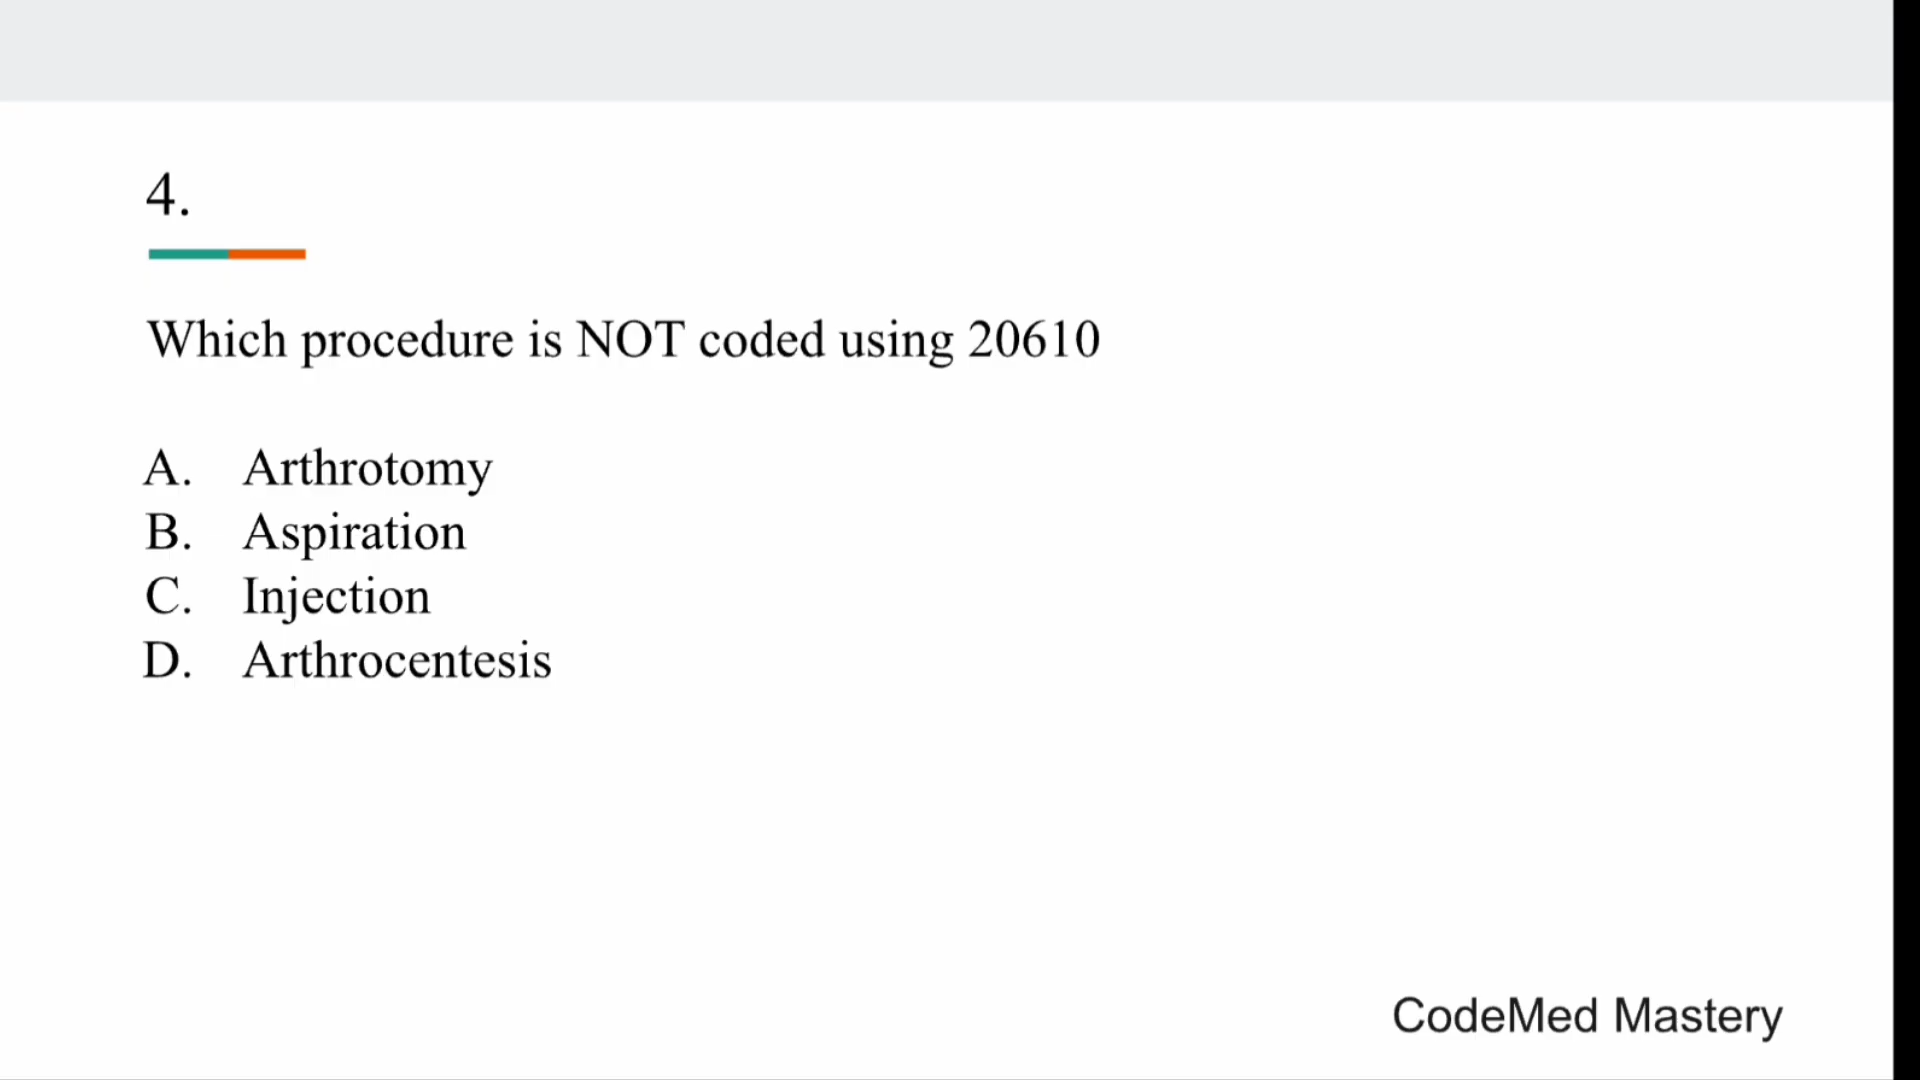 4.
Which procedure is NOT coded using 20610
A. Arthrotomy
B. Aspiration
C. Injection
D. Arthrocentesis
CodeMed Mastery